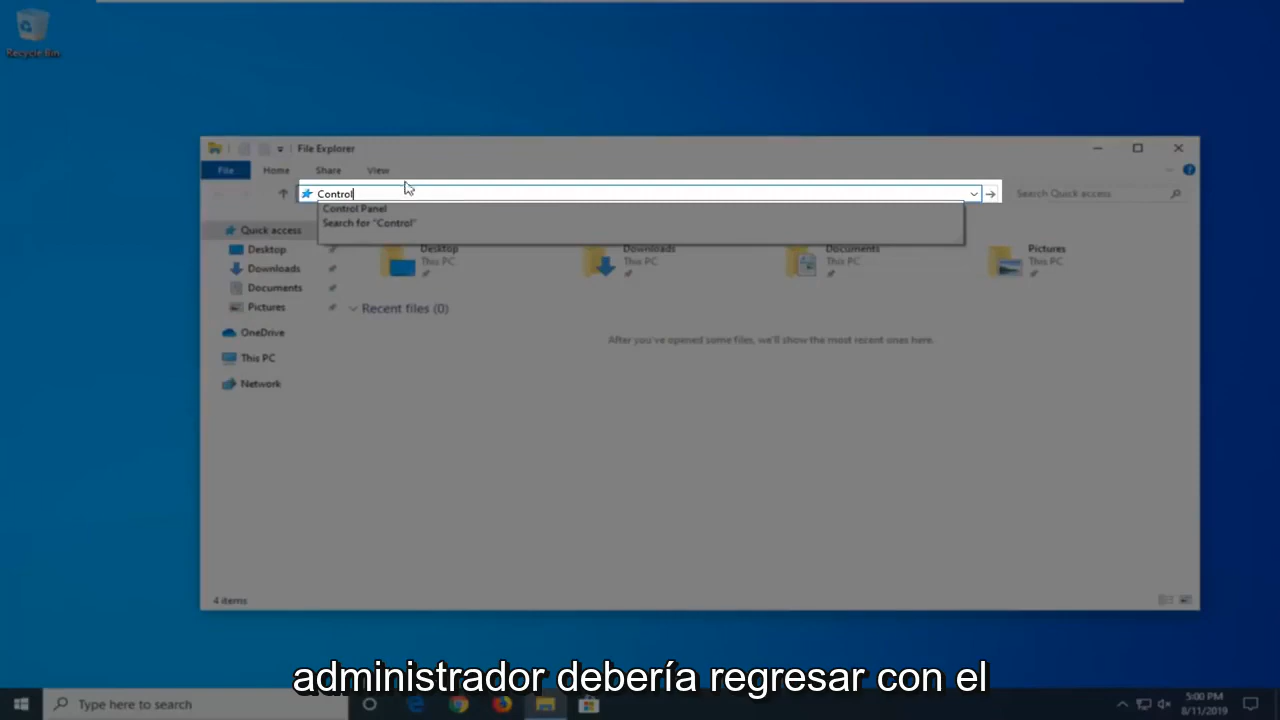 Recycle Bin
File Explorer
File Home Share View
Control
Search Quick access
Control Panel
Search for "Control"
Quick access
Desktop
Downloads
Documents
Pictures
OneDrive
This PC
Network
Desktop
This PC
Downloads
This PC
Documents
This PC
Pictures
This PC
Recent files (0)
After you've opened some files, we'll show the most recent ones here.
4 items
administrador debería regresar con el
Type here to search
5:00 PM
8/11/2019